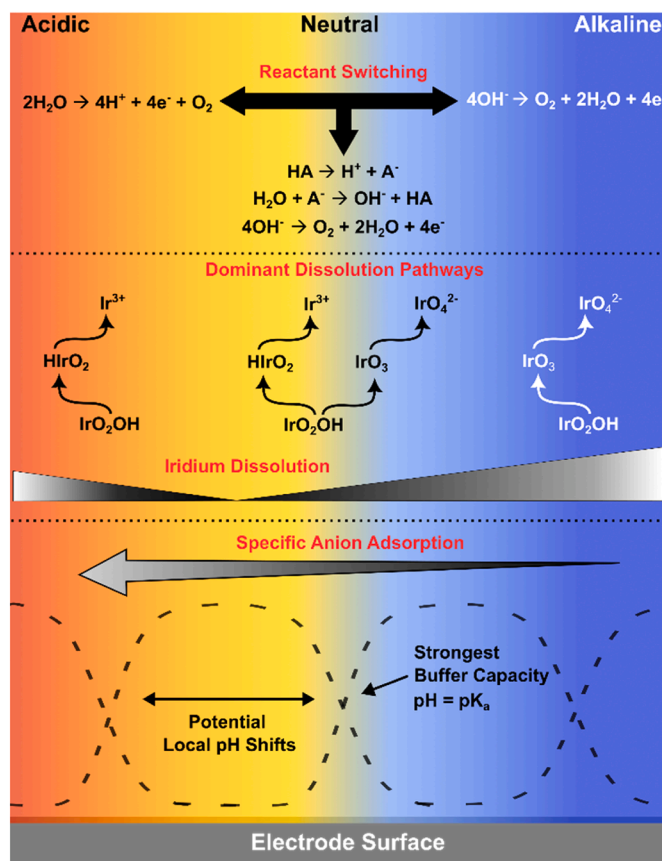 Acidic Neutral Alkaline
Reactant Switching
2H₂O → 4H⁺ + 4e⁻ + O₂ 4OH⁻ → O₂ + 2H₂O + 4e
HA → H⁺ + A⁻
H₂O + A⁻ → OH⁻ + HA
4OH⁻ → O₂ + 2H₂O + 4e⁻
Dominant Dissolution Pathways
Ir³⁺ Ir³⁺ IrO₄²⁻ IrO₄²⁻
HIrO₂ HIrO₂ IrO₃ IrO₃
IrO₂OH IrO₂OH IrO₂OH
Iridium Dissolution
Specific Anion Adsorption
Strongest
Buffer Capacity
pH = pKₐ
Potential
Local pH Shifts
Electrode Surface